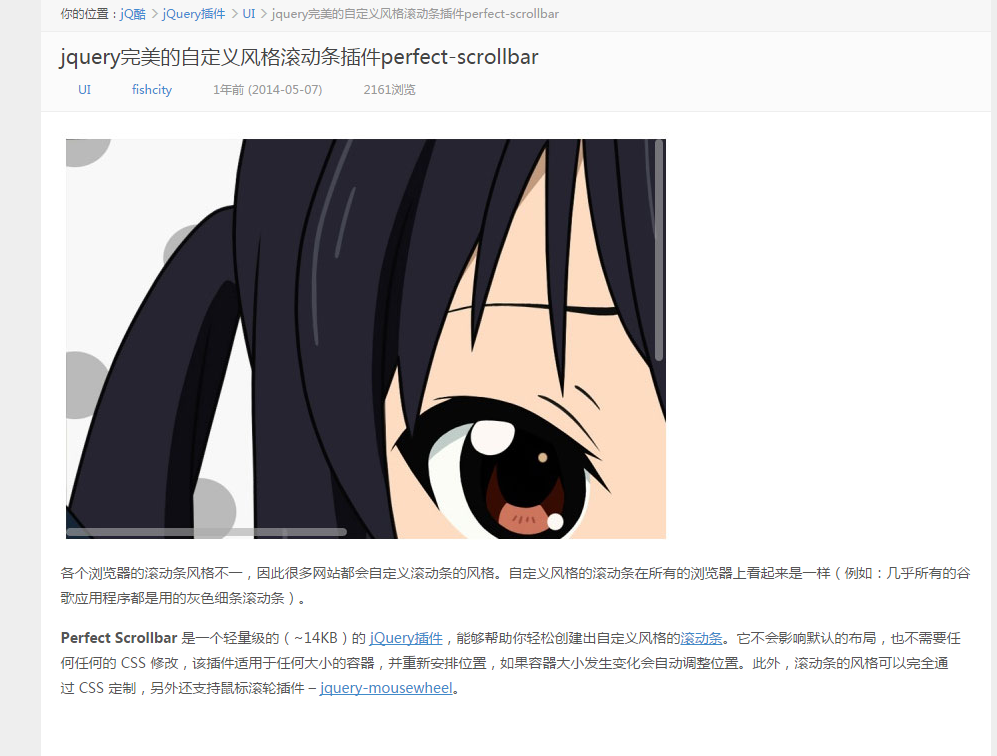 你的位置：jQ酷 > jQuery插件 > UI > jquery完美的自定义风格滚动条插件perfect-scrollbar
jquery完美的自定义风格滚动条插件perfect-scrollbar
UI fishcity 1年前 (2014-05-07) 2161浏览
各个浏览器的滚动条风格不一，因此很多网站都会自定义滚动条的风格。自定义风格的滚动条在所有的浏览器上看起来是一样（例如：几乎所有的谷
歌应用程序都是用的灰色细条滚动条）。
Perfect Scrollbar 是一个轻量级的（~14KB）的 jQuery插件，能够帮助你轻松创建出自定义风格的滚动条。它不会影响默认的布局，也不需要任
何任何的 CSS 修改，该插件适用于任何大小的容器，并重新安排位置，如果容器大小发生变化会自动调整位置。此外，滚动条的风格可以完全通
过 CSS 定制，另外还支持鼠标滚轮插件 – jquery-mousewheel。